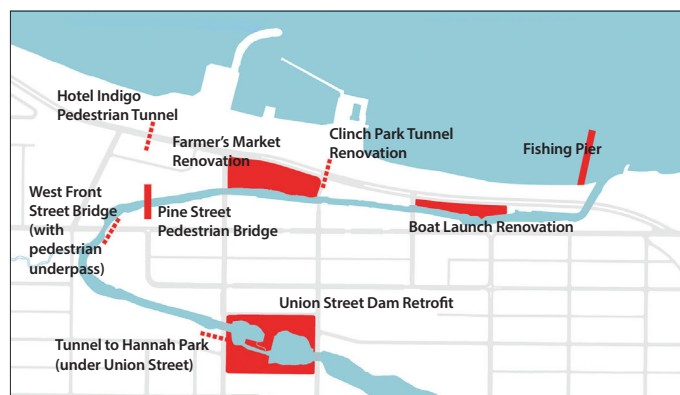 Hotel Indigo
Pedestrian Tunnel
Farmer's Market
Renovation
Clinch Park Tunnel
Renovation
Fishing Pier
West Front
Street Bridge
(with
pedestrian
underpass)
Pine Street
Pedestrian Bridge
Boat Launch Renovation
Union Street Dam Retrofit
Tunnel to Hannah Park
(under Union Street)